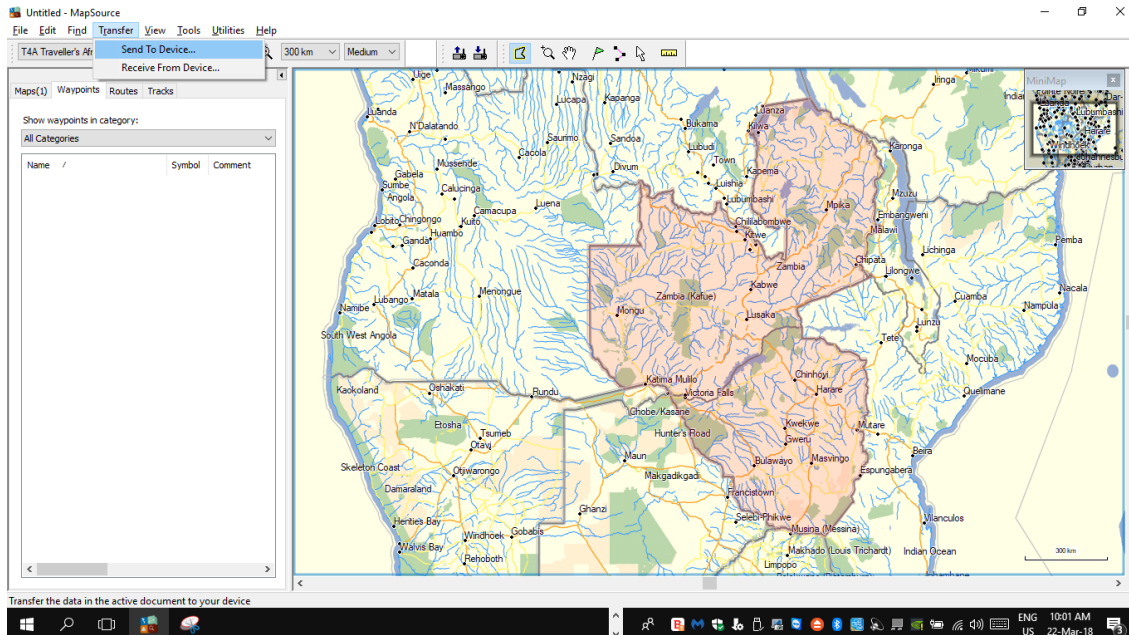 Untitled - MapSource
File Edit Find Transfer View Tools Utilities Help
T4A Traveller's Afr
300 km
Medium
Send To Device...
Receive From Device...
Maps(1) Waypoints Routes Tracks
Show waypoints in category:
All Categories
Name / Symbol Comment
MiniMap
Lubumbashi
Harare
Windhoek
Uige
Massango
Nzagi
Lucapa
Kapanga
Luanda
N'Dalatando
Saurimo
Sandoa
Cacola
Divum
Mussende
Gabela
Sumbe
Angola
Calucinga
Camacupa
Luena
Lobito
Chingongo
Kuito
Huambo
Ganda
Caconda
Lubango
Matala
Menongue
Namibe
South West Angola
Bukama
Lubudi
Town
Luishia
Lubumbashi
Luanza
Kilwa
Kapema
Chililabombwe
Kitwe
Zambia
Mpika
Karonga
Mzuzu
Embangweni
Malawi
Iringa
Chipata
Lilongwe
Lichinga
Pemba
Nacala
Cuamba
Nampula
Zambia (Kafue)
Kabwe
Mongu
Lusaka
Tete
Lunzu
Mocuba
Quelimane
Kaokoland
Oshakati
Rundu
Katima Mulilo
Victoria Falls
Chinhoyi
Harare
Chobe/Kasane
Hunter's Road
Etosha
Tsumeb
Otavi
Kwekwe
Gweru
Mutare
Beira
Maun
Makgadikgadi
Bulawayo
Masvingo
Espungabera
Skeleton Coast
Otjiwarongo
Damaraland
Francistown
Ghanzi
Selebi-Phikwe
Vilanculos
Henties Bay
Windhoek
Gobabis
Walvis Bay
Rehoboth
Musina (Messina)
Makhado (Louis Trichardt)
Indian Ocean
Limpopo
300 km
Transfer the data in the active document to your device
ENG
US
10:01 AM
22-Mar-18
3